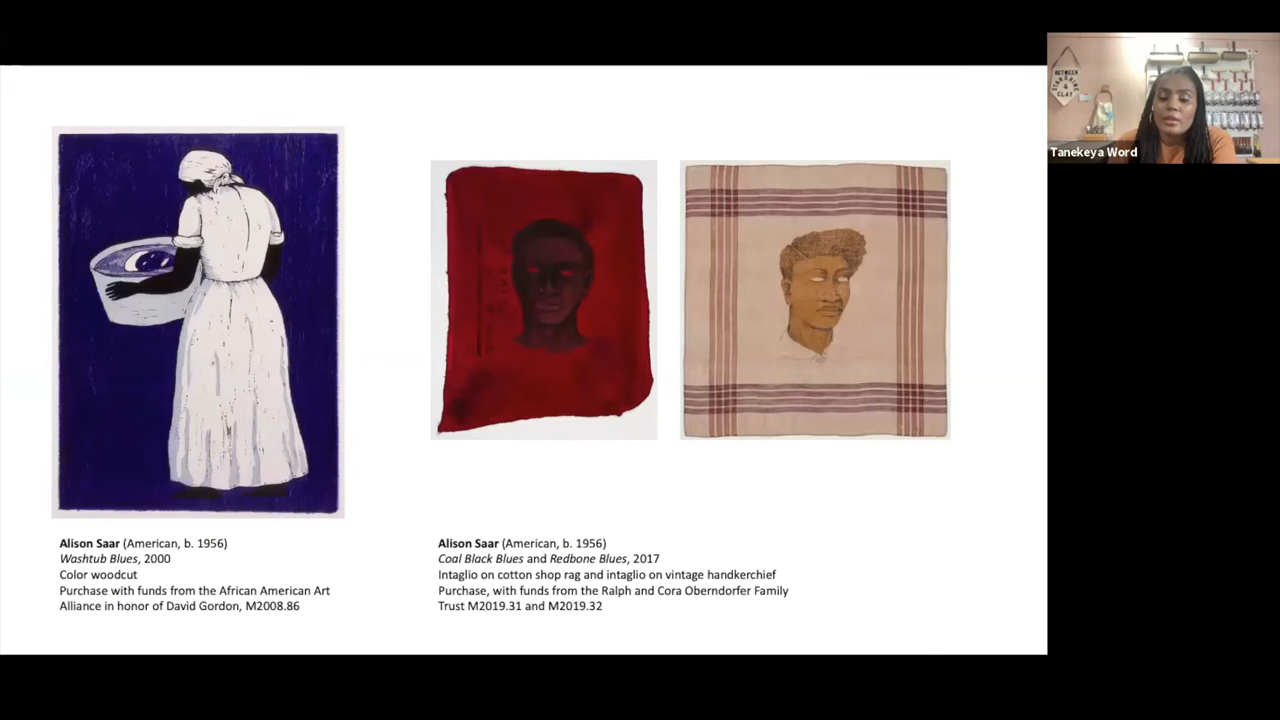 BETWEEN
STARSHINE
&
CLAY
Tanekeya Word
Alison Saar (American, b. 1956)
Washtub Blues, 2000
Color woodcut
Purchase with funds from the African American Art
Alliance in honor of David Gordon, M2008.86
Alison Saar (American, b. 1956)
Coal Black Blues and Redbone Blues, 2017
Intaglio on cotton shop rag and intaglio on vintage handkerchief
Purchase, with funds from the Ralph and Cora Oberndorfer Family
Trust M2019.31 and M2019.32